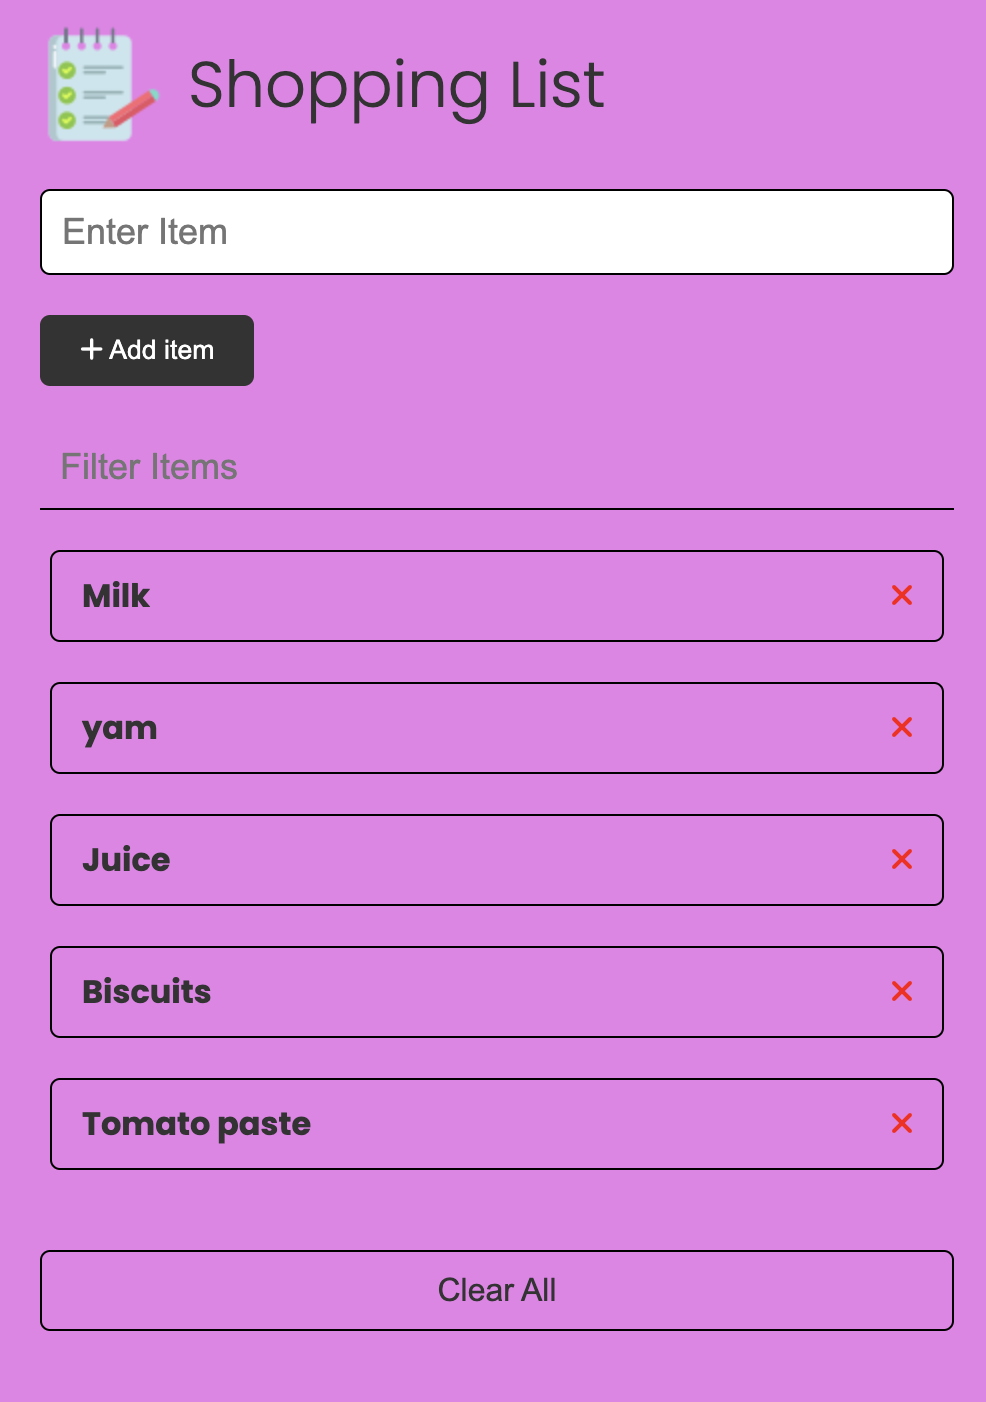 Shopping List
Enter Item
Add item
Filter Items
Milk
yam
Juice
Biscuits
Tomato paste
Clear All